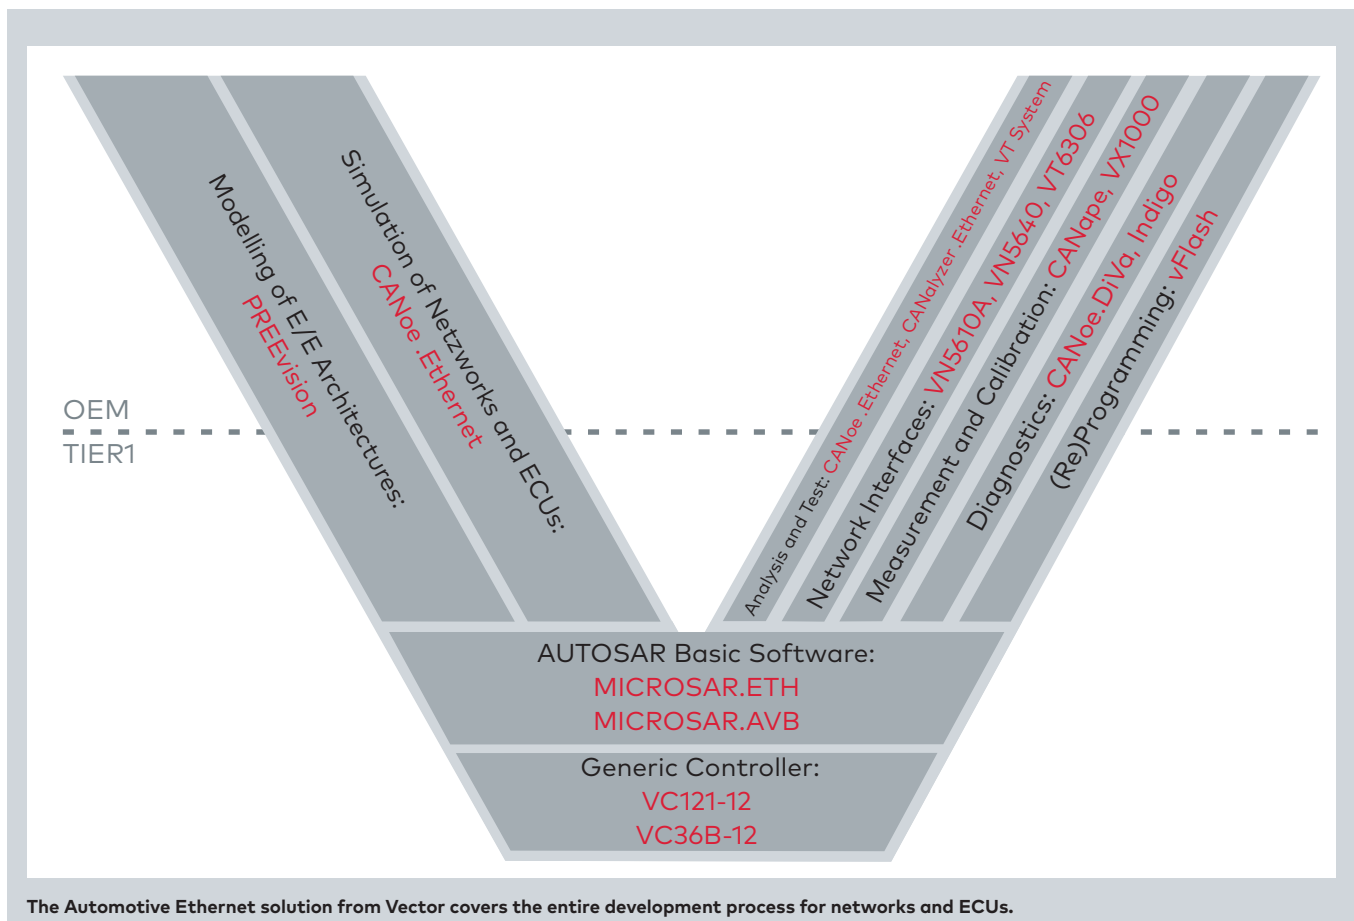 Modelling of E/E Architectures:
PREEvision
Simulation of Netzworks and ECUs:
CANoe .Ethernet
OEM
TIER1
Analysis and Test: CANoe .Ethernet, CANalyzer .Ethernet, VT System
Network Interfaces: VN5610A, VN5640, VT6306
Measurement and Calibration: CANape, VX1000
Diagnostics: CANoe.DiVa, Indigo
(Re)Programming: vFlash
AUTOSAR Basic Software:
MICROSAR.ETH
MICROSAR.AVB
Generic Controller:
VC121-12
VC36B-12
The Automotive Ethernet solution from Vector covers the entire development process for networks and ECUs.